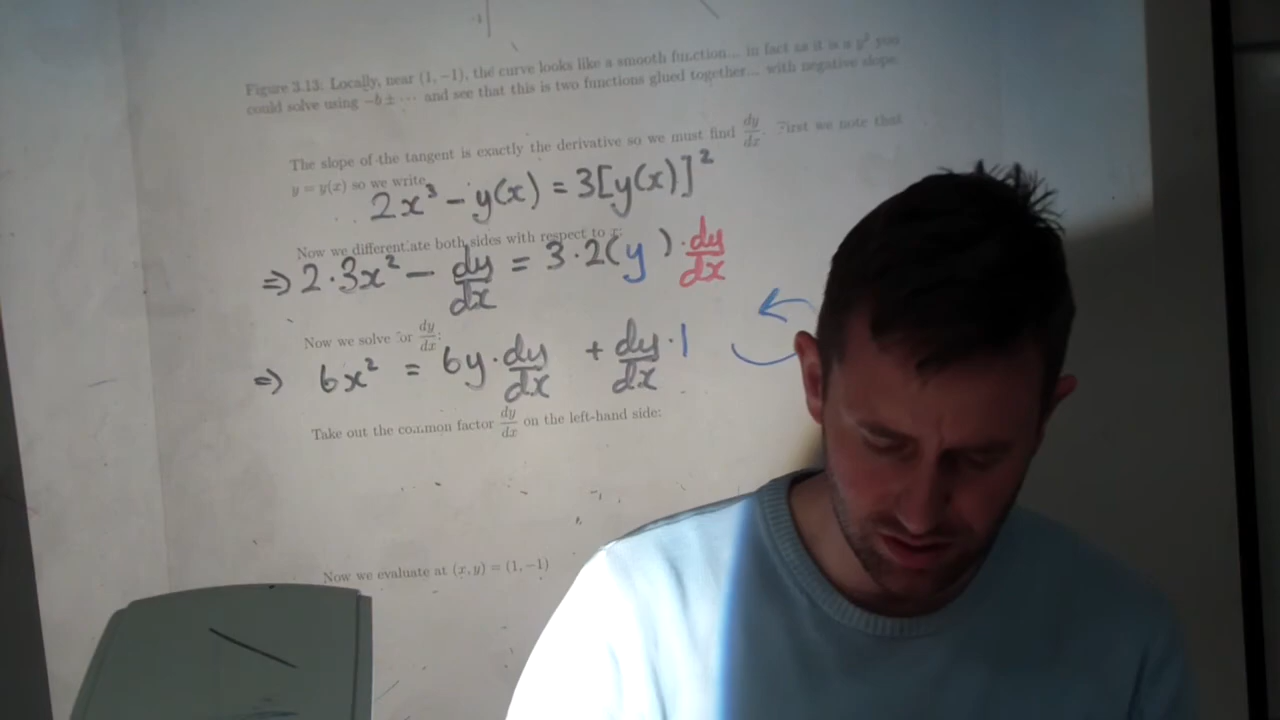 Figure 3.13: Locally, near (1, −1), the curve looks like a smooth function... in fact as it is a y² you
could solve using −b ± ⋯ and see that this is two functions glued together... with negative slope.
The slope of the tangent is exactly the derivative so we must find dy/dx. First we note that
y = y(x) so we write
2x³ − y(x) = 3[y(x)]²
Now we differentiate both sides with respect to x:
⇒ 2·3x² − dy/dx = 3·2(y)·dy/dx
Now we solve for dy/dx:
⇒ 6x² = 6y·dy/dx + dy/dx·1
Take out the common factor dy/dx on the left-hand side:
Now we evaluate at (x, y) = (1, −1)